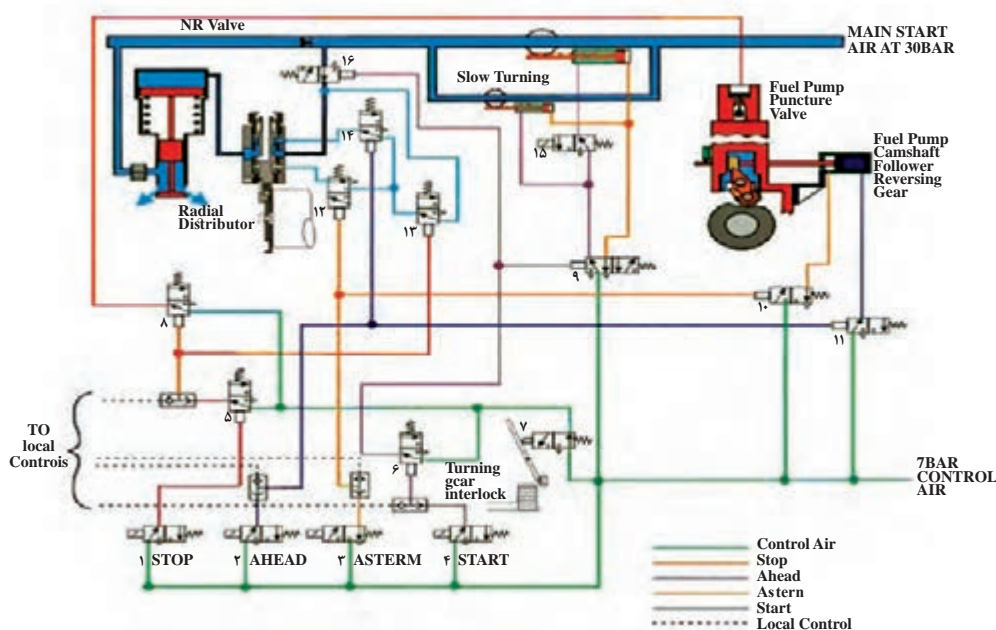 NR Valve
MAIN START
AIR AT 30BAR
۱۶
Slow Turning
Fuel Pump
Puncture
Valve
Fuel Pump
Camshaft
Follower
Reversing
Gear
۱۴
۱۵
Radial
Distributor
۱۲
۱۳
۹
۱۰
۱۱
۸
۵
۷
TO
local
Controis
۶
Turning
gcar
interlock
7BAR
CONTROL
AIR
۱ STOP
۲ AHEAD
۳ ASTERM
۴ START
Control Air
Stop
Ahead
Astern
Start
Local Control